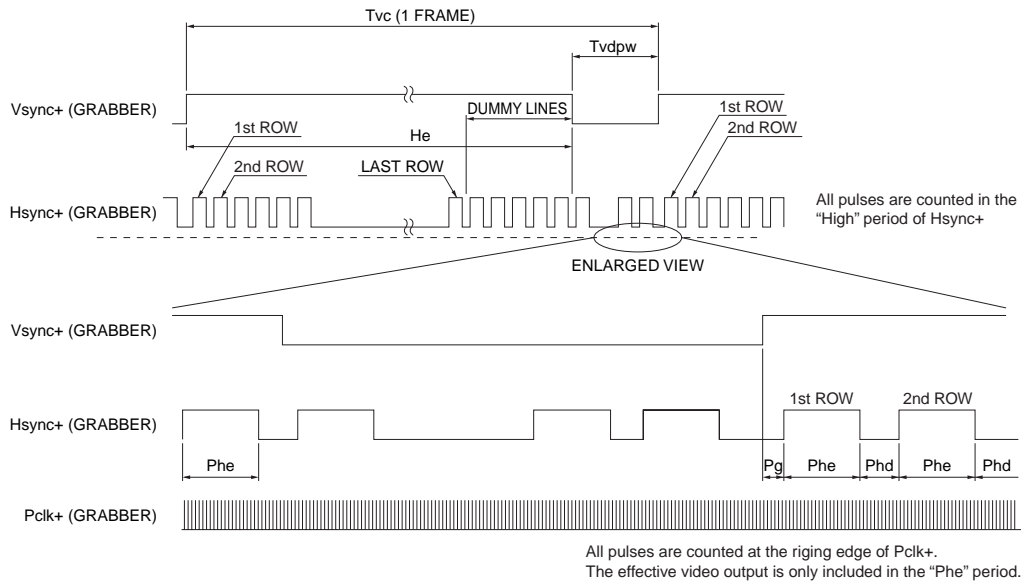 Tvc (1 FRAME)
Tvdpw
Vsync+ (GRABBER)
DUMMY LINES
1st ROW
2nd ROW
1st ROW
He
2nd ROW
LAST ROW
Hsync+ (GRABBER)
All pulses are counted in the
“High” period of Hsync+
ENLARGED VIEW
Vsync+ (GRABBER)
1st ROW
2nd ROW
Hsync+ (GRABBER)
Phe
Pg
Phe
Phd
Phe
Phd
Pclk+ (GRABBER)
All pulses are counted at the riging edge of Pclk+.
The effective video output is only included in the “Phe” period.